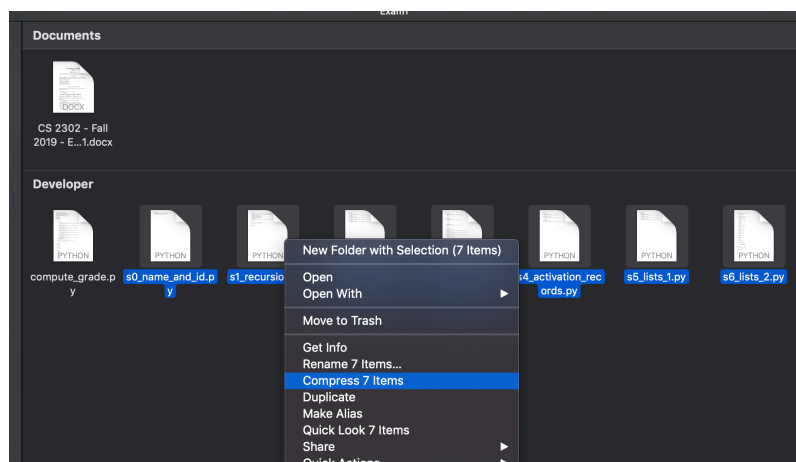 Exam1
Documents
DOCX
CS 2302 - Fall
2019 - E...1.docx
Developer
PYTHON
PYTHON
PYTHON
PYTHON
PYTHON
PYTHON
compute_grade.p
y
s0_name_and_id.p
y
s1_recursio
s4_activation_rec
ords.py
s5_lists_1.py
s6_lists_2.py
New Folder with Selection (7 Items)
Open
Open With
Move to Trash
Get Info
Rename 7 Items...
Compress 7 Items
Duplicate
Make Alias
Quick Look 7 Items
Share
Quick Actions